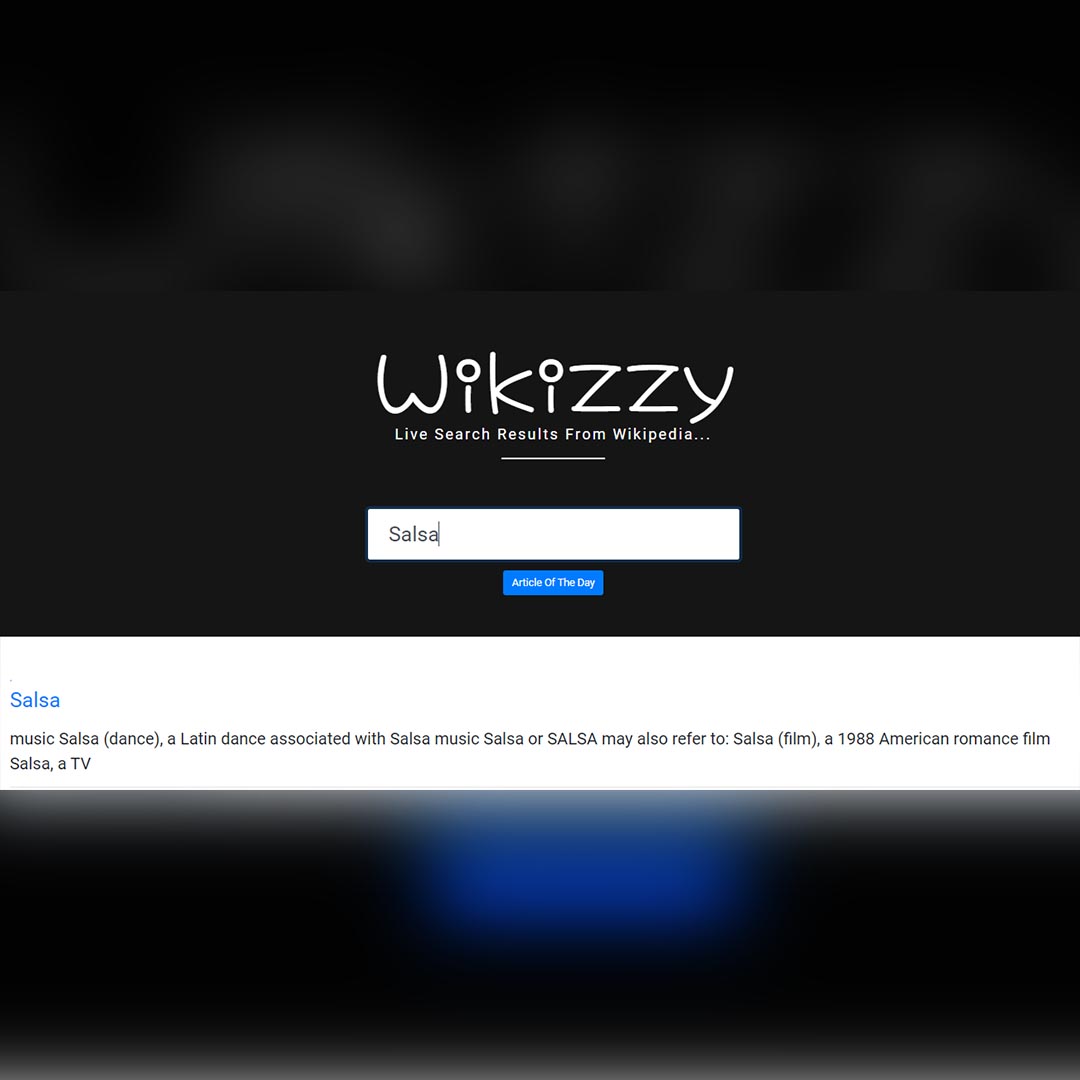 Wikizzy
Live Search Results From Wikipedia...
Salsa
Article Of The Day
Salsa
music Salsa (dance), a Latin dance associated with Salsa music Salsa or SALSA may also refer to: Salsa (film), a 1988 American romance film
Salsa, a TV